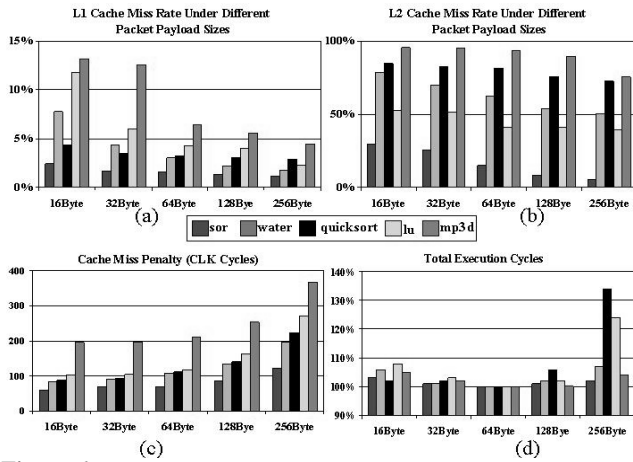 L1 Cache Miss Rate Under Different
Packet Payload Sizes
15%
10%
5%
0%
16Byte
32Byte
64Byte
128Bye
256Byte
(a)
L2 Cache Miss Rate Under Different
Packet Payload Sizes
100%
50%
0%
16Byte
32Byte
64Byte
128Bye
256Byte
(b)
sor
water
quicksort
lu
mp3d
Cache Miss Penalty (CLK Cycles)
400
300
200
100
0
16Byte
32Byte
64Byte
128Bye
256Byte
(c)
Total Execution Cycles
140%
130%
120%
110%
100%
90%
16Byte
32Byte
64Byte
128Byte
256Byte
(d)